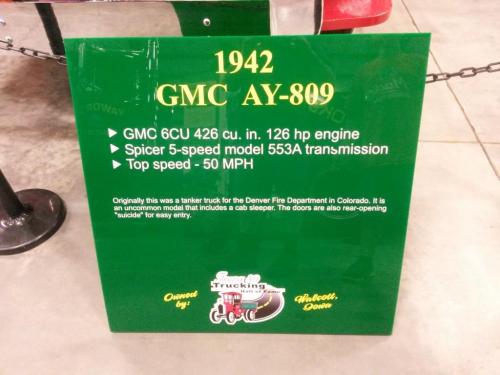 1942
GMC AY-809
GMC 6CU 426 cu. in. 126 hp engine
Spicer 5-speed model 553A transmission
Top speed - 50 MPH
Originally this was a tanker truck for the Denver Fire Department in Colorado. It is
an uncommon model that includes a cab sleeper. The doors are also rear-opening
"suicide" for easy entry.
Trucking
Hall of Fame
Owned
by:
Walcott,